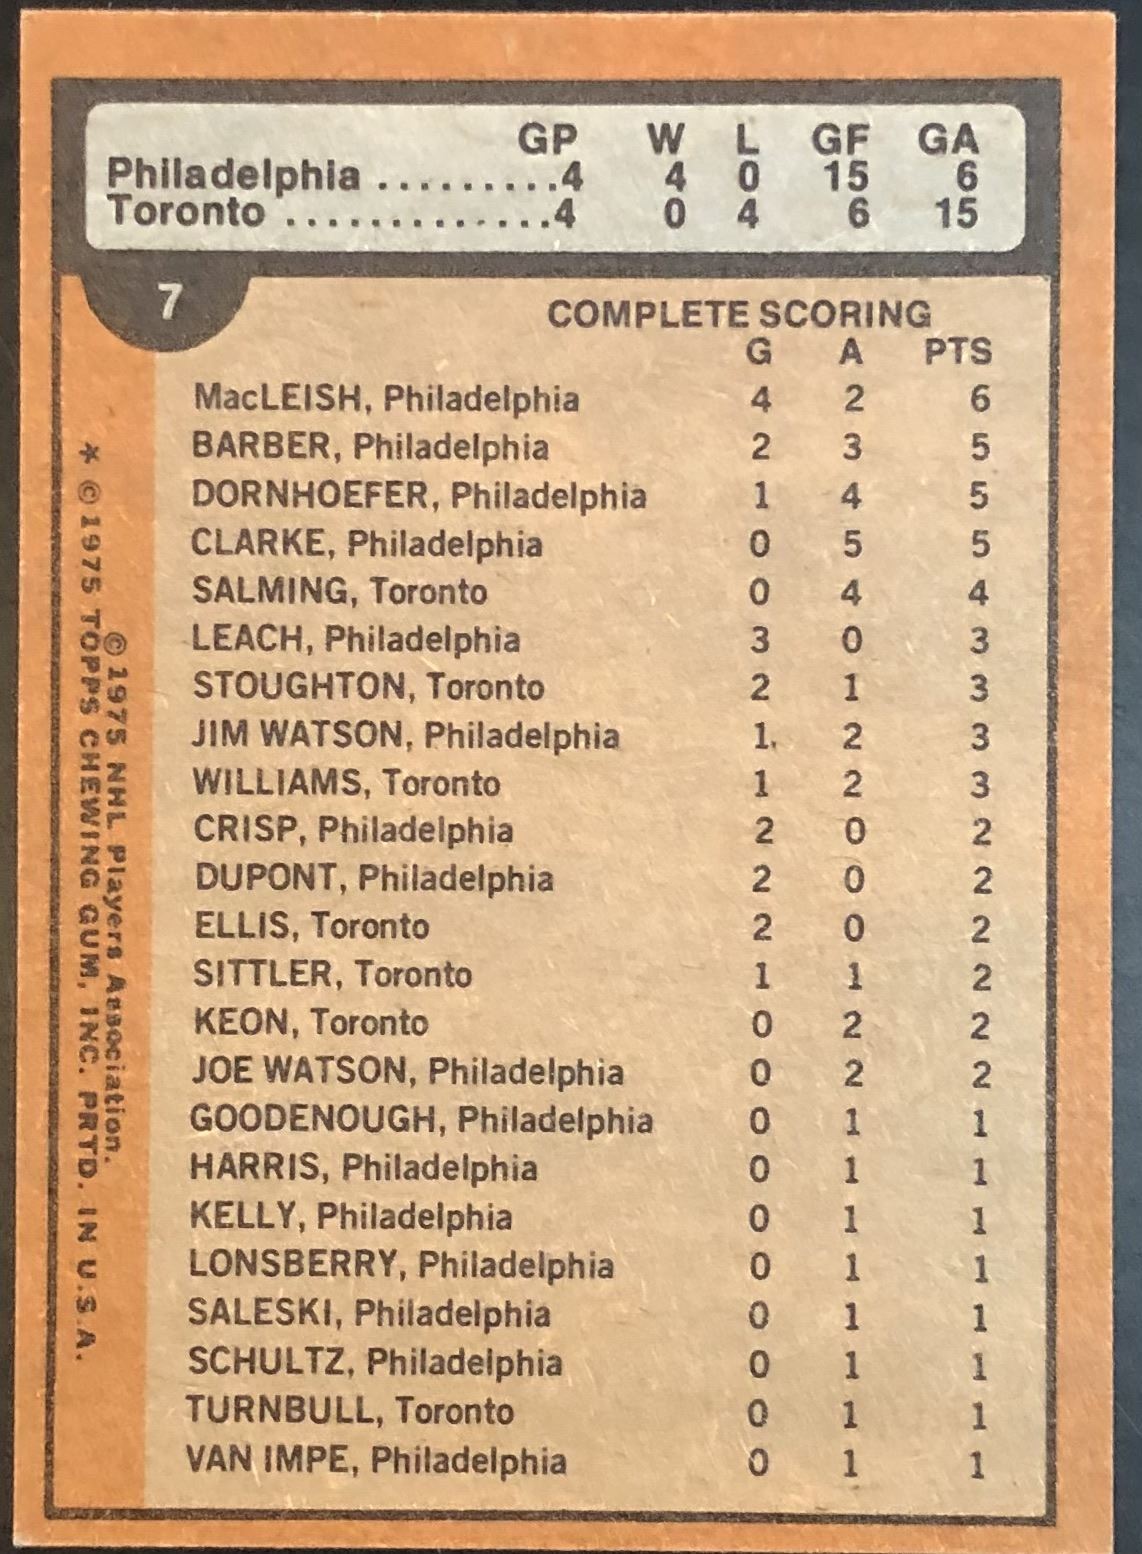 GP W L GF GA
Philadelphia .........4 4 0 15 6
Toronto .............4 0 4 6 15
7
COMPLETE SCORING
G A PTS
MacLEISH, Philadelphia 4 2 6
BARBER, Philadelphia 2 3 5
DORNHOEFER, Philadelphia 1 4 5
CLARKE, Philadelphia 0 5 5
SALMING, Toronto 0 4 4
LEACH, Philadelphia 3 0 3
STOUGHTON, Toronto 2 1 3
JIM WATSON, Philadelphia 1 2 3
WILLIAMS, Toronto 1 2 3
CRISP, Philadelphia 2 0 2
DUPONT, Philadelphia 2 0 2
ELLIS, Toronto 2 0 2
SITTLER, Toronto 1 1 2
KEON, Toronto 0 2 2
JOE WATSON, Philadelphia 0 2 2
GOODENOUGH, Philadelphia 0 1 1
HARRIS, Philadelphia 0 1 1
KELLY, Philadelphia 0 1 1
LONSBERRY, Philadelphia 0 1 1
SALESKI, Philadelphia 0 1 1
SCHULTZ, Philadelphia 0 1 1
TURNBULL, Toronto 0 1 1
VAN IMPE, Philadelphia 0 1 1
©1975 NHL Players Association.
* ©1975 TOPPS CHEWING GUM, INC. PRTD. IN U.S.A.